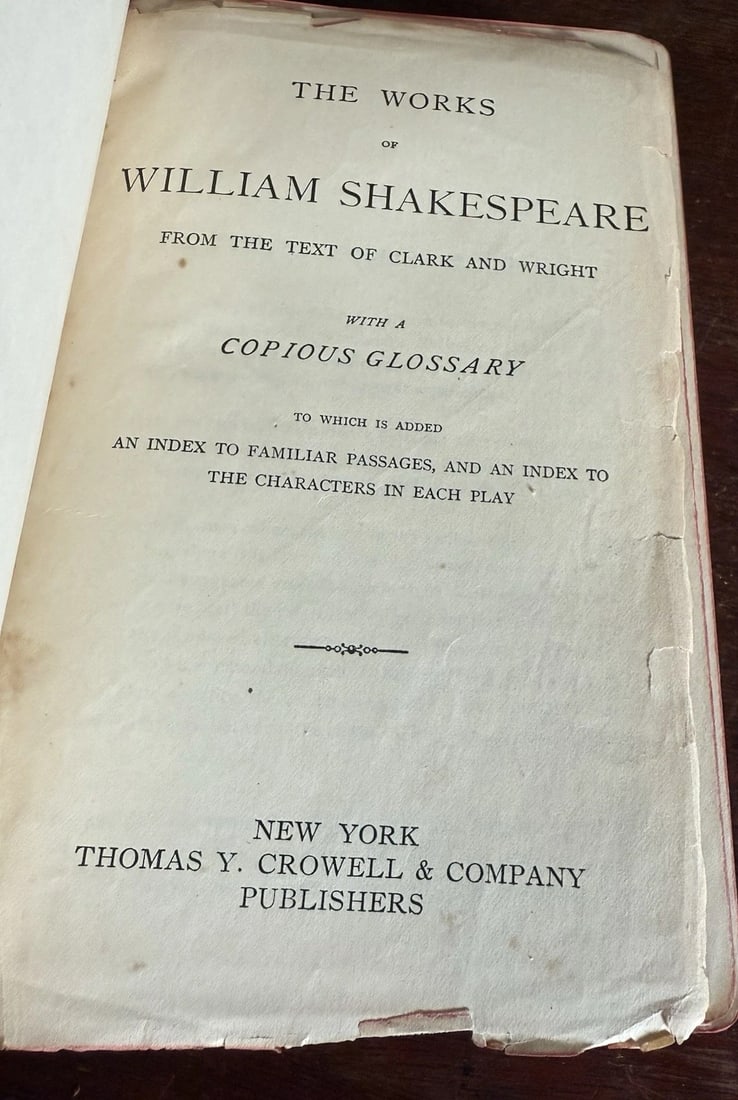 THE WORKS
OF
WILLIAM SHAKESPEARE
FROM THE TEXT OF CLARK AND WRIGHT
WITH A
COPIOUS GLOSSARY
TO WHICH IS ADDED
AN INDEX TO FAMILIAR PASSAGES, AND AN INDEX TO
THE CHARACTERS IN EACH PLAY
NEW YORK
THOMAS Y. CROWELL & COMPANY
PUBLISHERS